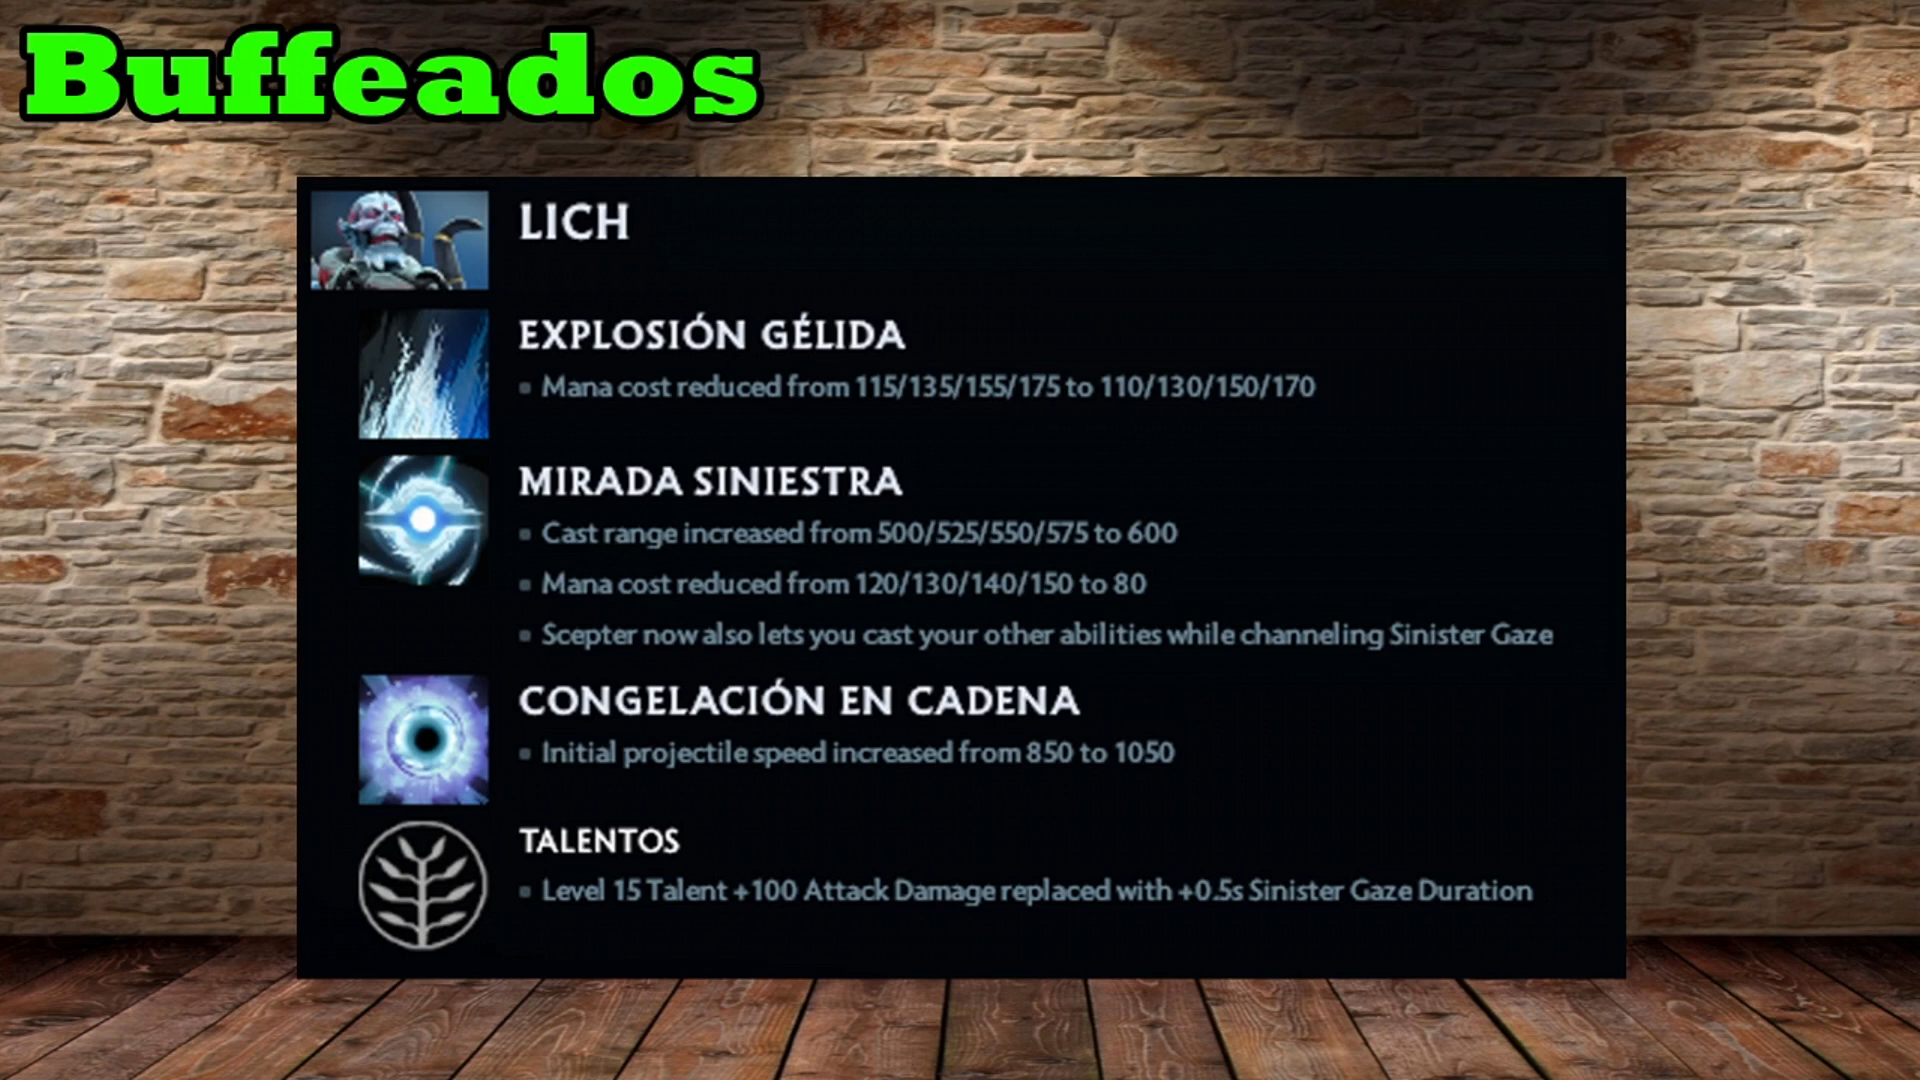 Buffeados
LICH
EXPLOSIÓN GÉLIDA
Mana cost reduced from 115/135/155/175 to 110/130/150/170
MIRADA SINIESTRA
Cast range increased from 500/525/550/575 to 600
Mana cost reduced from 120/130/140/150 to 80
Scepter now also lets you cast your other abilities while channeling Sinister Gaze
CONGELACIÓN EN CADENA
Initial projectile speed increased from 850 to 1050
TALENTOS
Level 15 Talent +100 Attack Damage replaced with +0.5s Sinister Gaze Duration